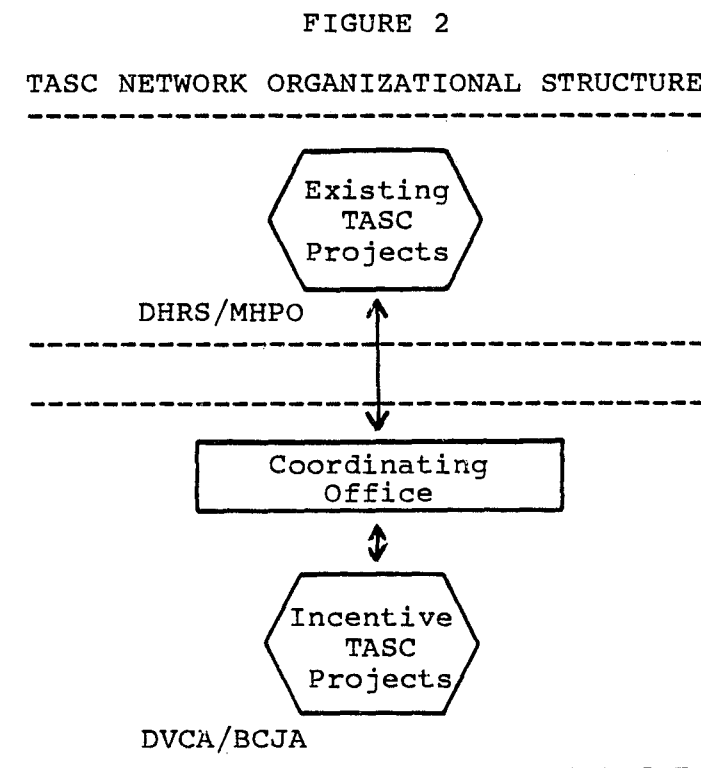 FIGURE 2
TASC NETWORK ORGANIZATIONAL STRUCTURE
Existing
TASC
Projects
DHRS/MHPO
Coordinating
Office
Incentive
TASC
Projects
DVCA/BCJA